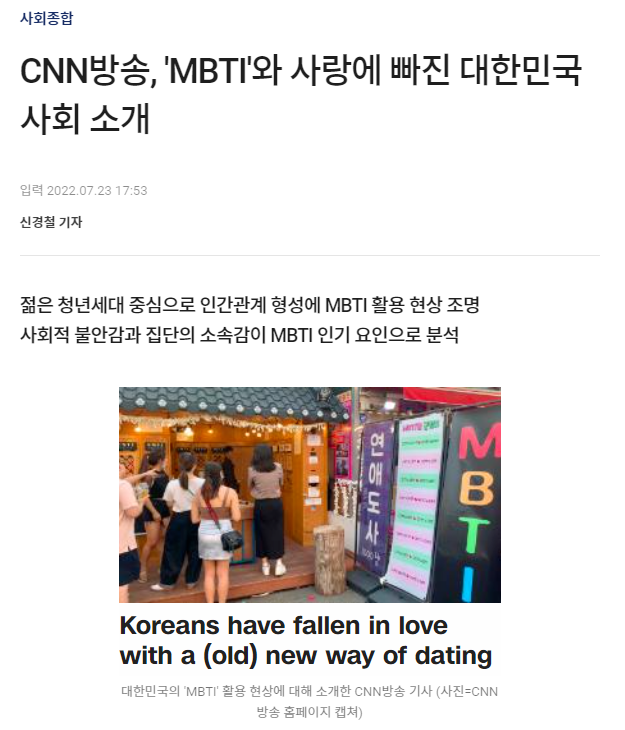 사회종합
CNN방송, 'MBTI'와 사랑에 빠진 대한민국
사회 소개
입력 2022.07.23 17:53
신경철 기자
젊은 청년세대 중심으로 인간관계 형성에 MBTI 활용 현상 조명
사회적 불안감과 집단의 소속감이 MBTI 인기 요인으로 분석
연애도사
MBTI
Koreans have fallen in love
with a (old) new way of dating
대한민국의 'MBTI' 활용 현상에 대해 소개한 CNN방송 기사 (사진=CNN
방송 홈페이지 캡쳐)